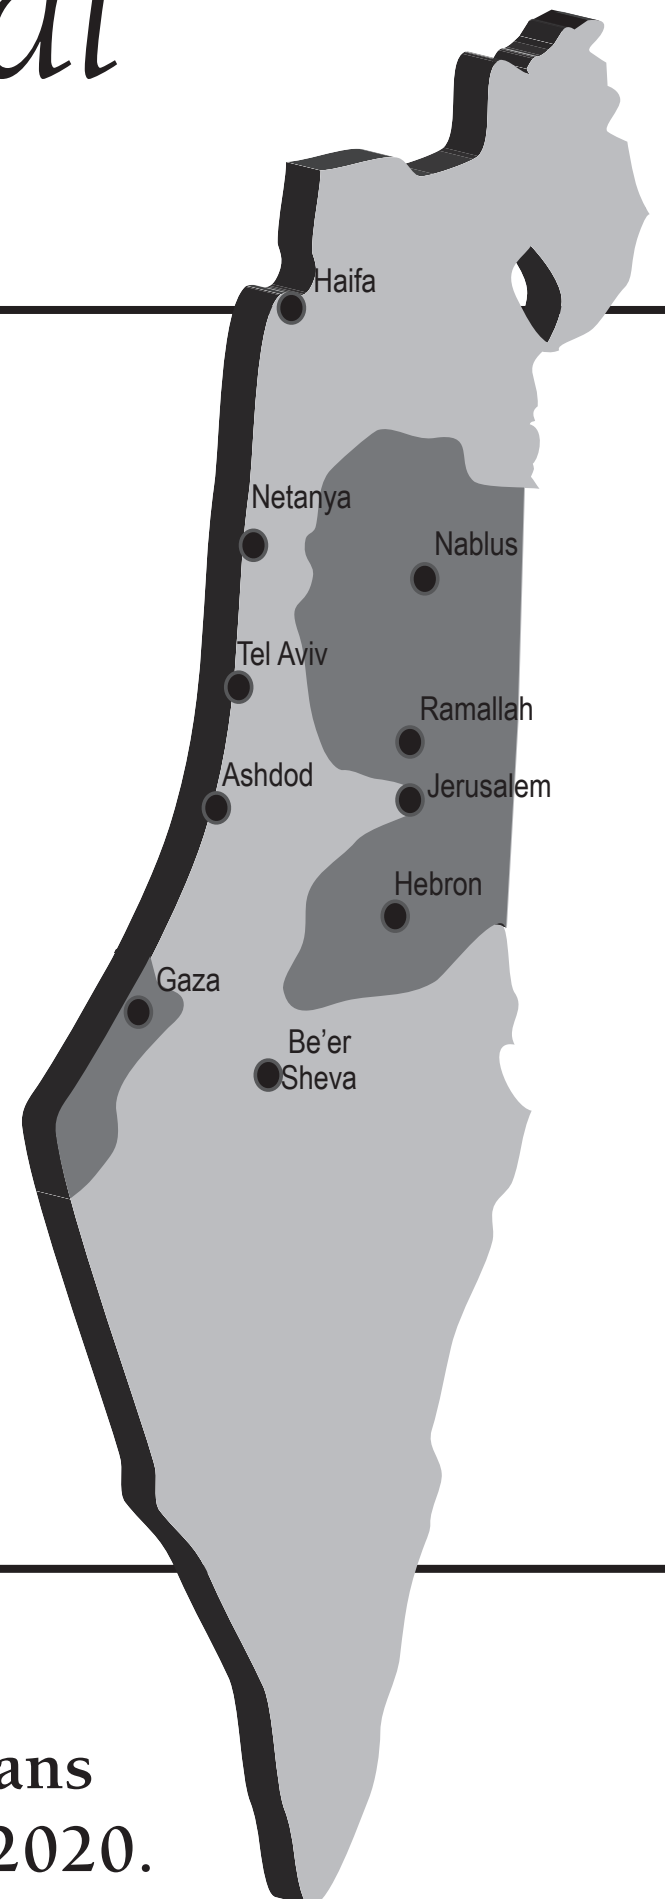 Haifa
Netanya
Nablus
Tel Aviv
Ramallah
Ashdod
Jerusalem
Hebron
Gaza
Be’er
Sheva
ans
2020.